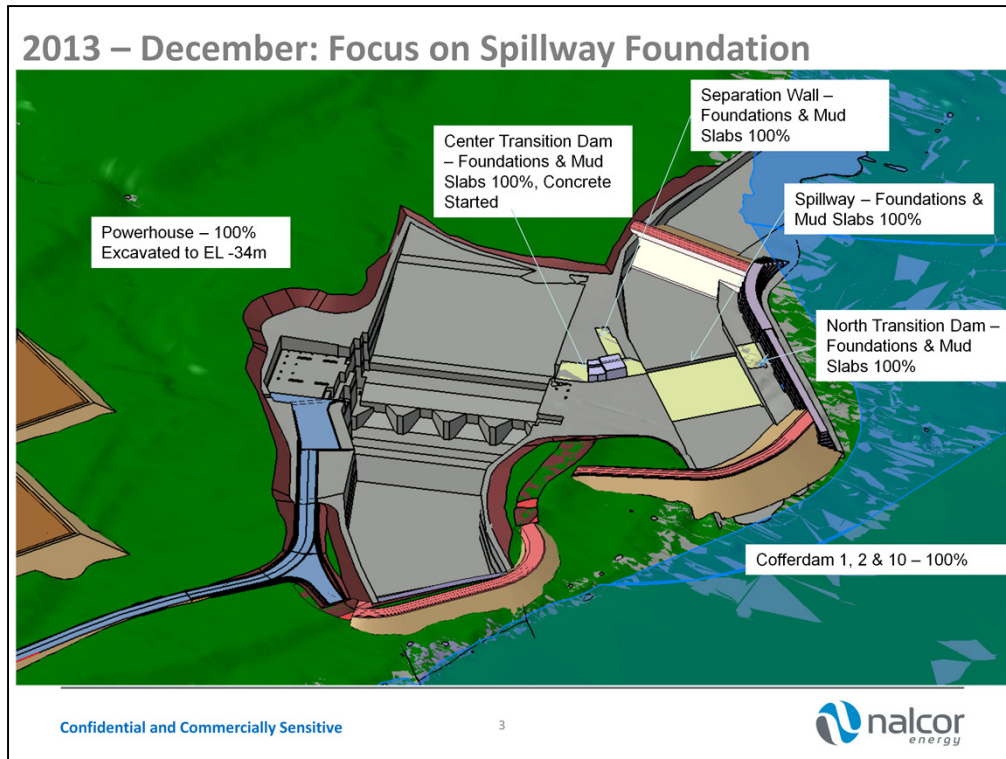 2013 – December: Focus on Spillway Foundation
Separation Wall –
Foundations & Mud
Slabs 100%
Center Transition Dam
– Foundations & Mud
Slabs 100%, Concrete
Started
Spillway – Foundations &
Mud Slabs 100%
Powerhouse – 100%
Excavated to EL -34m
North Transition Dam –
Foundations & Mud
Slabs 100%
Cofferdam 1, 2 & 10 – 100%
Confidential and Commercially Sensitive
3
nalcor
energy